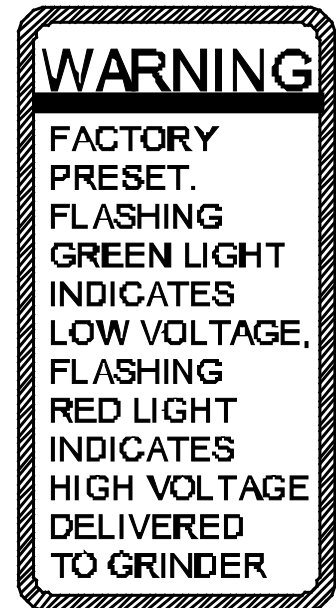 WARNING
FACTORY
PRESET.
FLASHING
GREEN LIGHT
INDICATES
LOW VOLTAGE,
FLASHING
RED LIGHT
INDICATES
HIGH VOLTAGE
DELIVERED
TO GRINDER